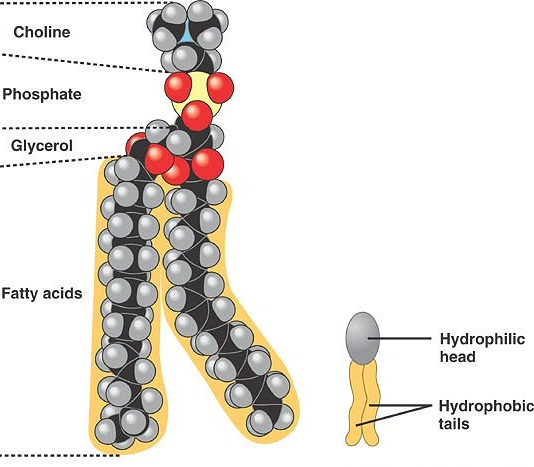 Choline
Phosphate
Glycerol
Fatty acids
Hydrophilic
head
Hydrophobic
tails